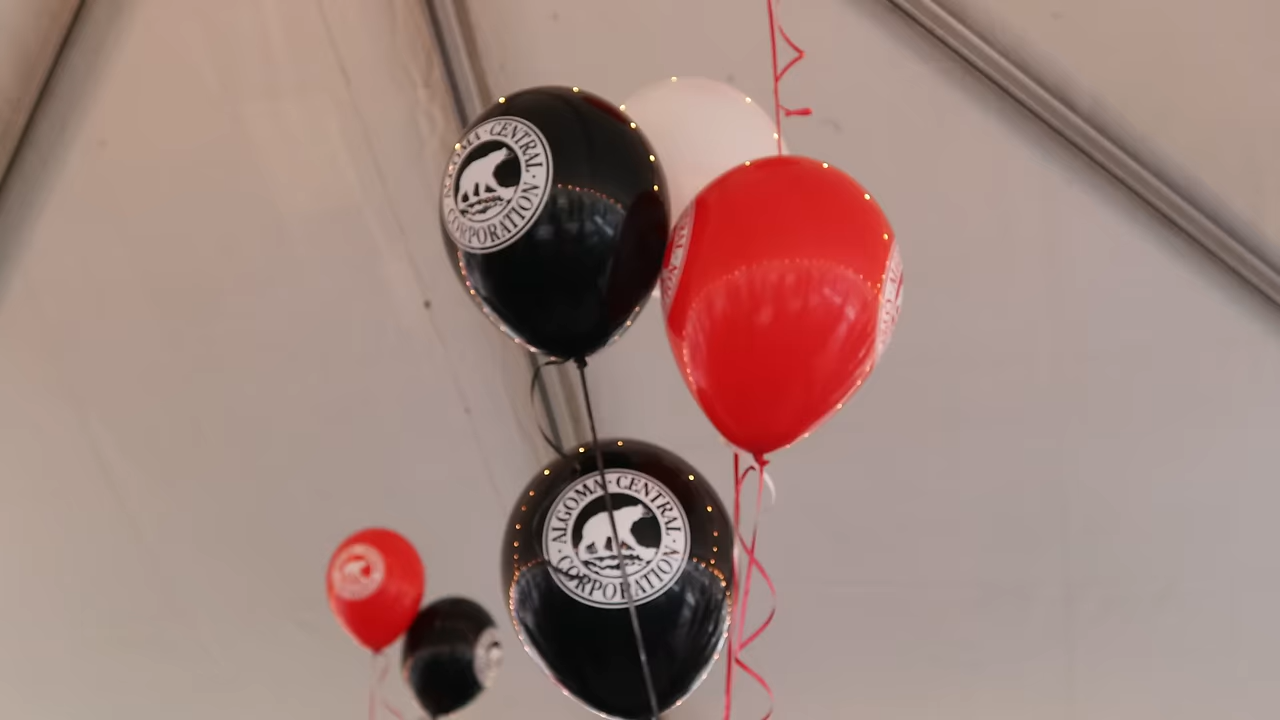 ALGOMA · CENTRAL ·
CORPORATION
· ALGOMA · CENTRAL ·
CORPORATION